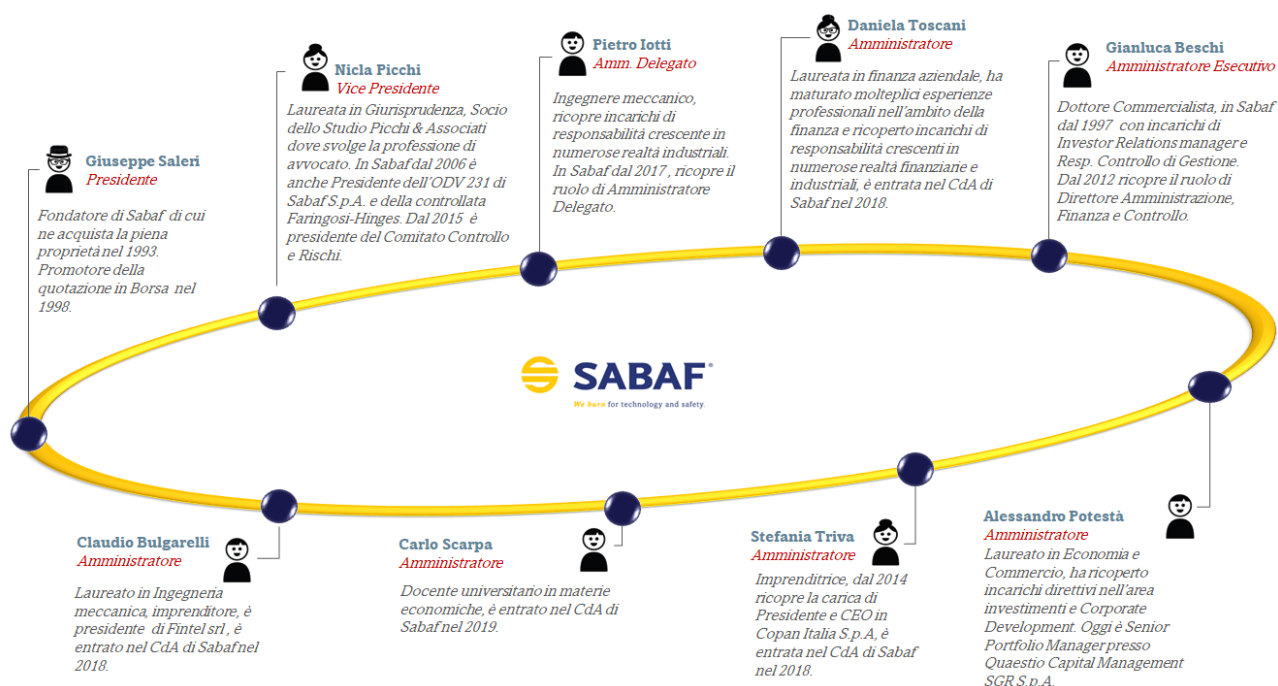 Giuseppe Saleri
Presidente
Fondatore di Sabaf di cui
ne acquista la piena
proprietà nel 1993.
Promotore della
quotazione in Borsa nel
1998.
Nicla Picchi
Vice Presidente
Laureata in Giurisprudenza, Socio
dello Studio Picchi & Associati
dove svolge la professione di
avvocato. In Sabaf dal 2006 è
anche Presidente dell'ODV 231 di
Sabaf S.p.A. e della controllata
Faringosi-Hinges. Dal 2015 è
presidente del Comitato Controllo
e Rischi.
Pietro Iotti
Amm. Delegato
Ingegnere meccanico,
ricopre incarichi di
responsabilità crescente in
numerose realtà industriali.
In Sabaf dal 2017 , ricopre il
ruolo di Amministratore
Delegato.
Daniela Toscani
Amministratore
Laureata in finanza aziendale, ha
maturato molteplici esperienze
professionali nell'ambito della
finanza e ricoperto incarichi di
responsabilità crescenti in
numerose realtà finanziarie e
industriali, è entrata nel CdA di
Sabaf nel 2018.
Gianluca Beschi
Amministratore Esecutivo
Dottore Commercialista, in Sabaf
dal 1997 con incarichi di
Investor Relations manager e
Resp. Controllo di Gestione.
Dal 2012 ricopre il ruolo di
Direttore Amministrazione,
Finanza e Controllo.
SABAF®
We burn for technology and safety.
Claudio Bulgarelli
Amministratore
Laureato in Ingegneria
meccanica, imprenditore, è
presidente di Fintel srl , è
entrato nel CdA di Sabaf nel
2018.
Carlo Scarpa
Amministratore
Docente universitario in materie
economiche, è entrato nel CdA di
Sabaf nel 2019.
Stefania Triva
Amministratore
Imprenditrice, dal 2014
ricopre la carica di
Presidente e CEO in
Copan Italia S.p.A, è
entrata nel CdA di Sabaf
nel 2018.
Alessandro Potestà
Amministratore
Laureato in Economia e
Commercio, ha ricoperto
incarichi direttivi nell'area
investimenti e Corporate
Development. Oggi è Senior
Portfolio Manager presso
Quaestio Capital Management
SGR S.p.A.